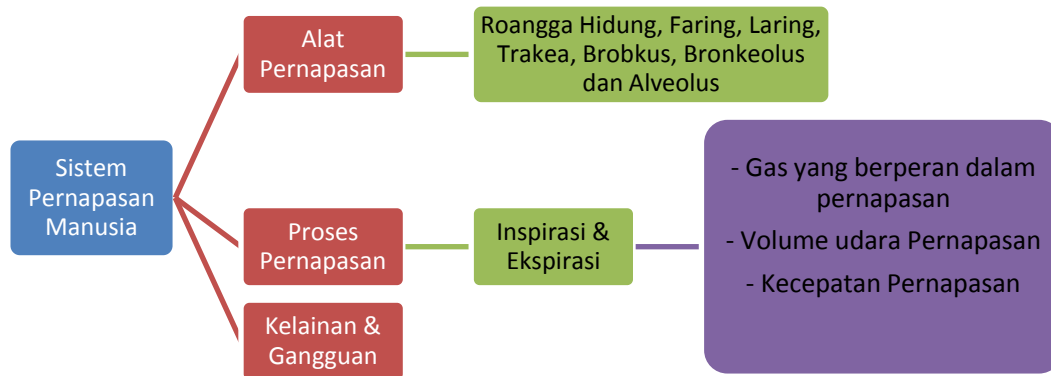 Sistem
Pernapasan
Manusia
Alat
Pernapasan
Roangga Hidung, Faring, Laring,
Trakea, Brobkus, Bronkeolus
dan Alveolus
Proses
Pernapasan
Inspirasi &
Ekspirasi
- Gas yang berperan dalam
pernapasan
- Volume udara Pernapasan
- Kecepatan Pernapasan
Kelainan &
Gangguan